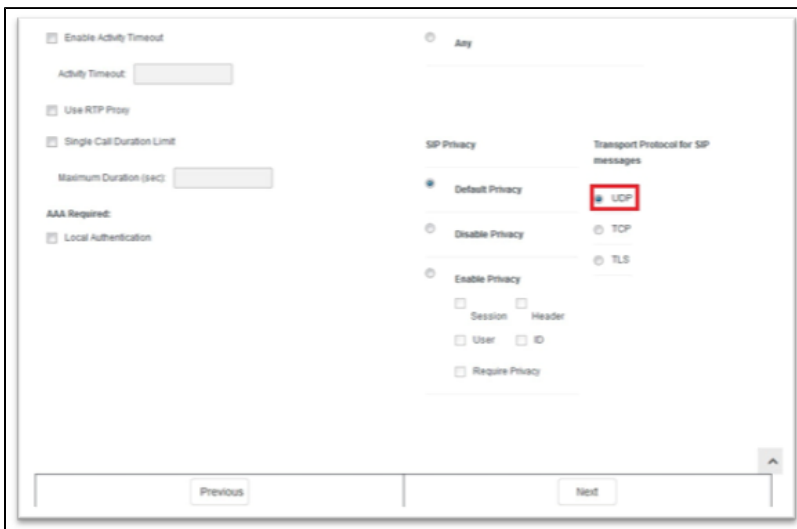 Enable Activity Timeout
Activity Timeout:
Use RTP Proxy
Single Call Duration Limit
Maximum Duration (sec):
AAA Required:
Local Authentication
Any
SIP Privacy
Default Privacy
Disable Privacy
Enable Privacy
Session Header
User ID
Require Privacy
Transport Protocol for SIP
messages
UDP
TCP
TLS
Previous Next